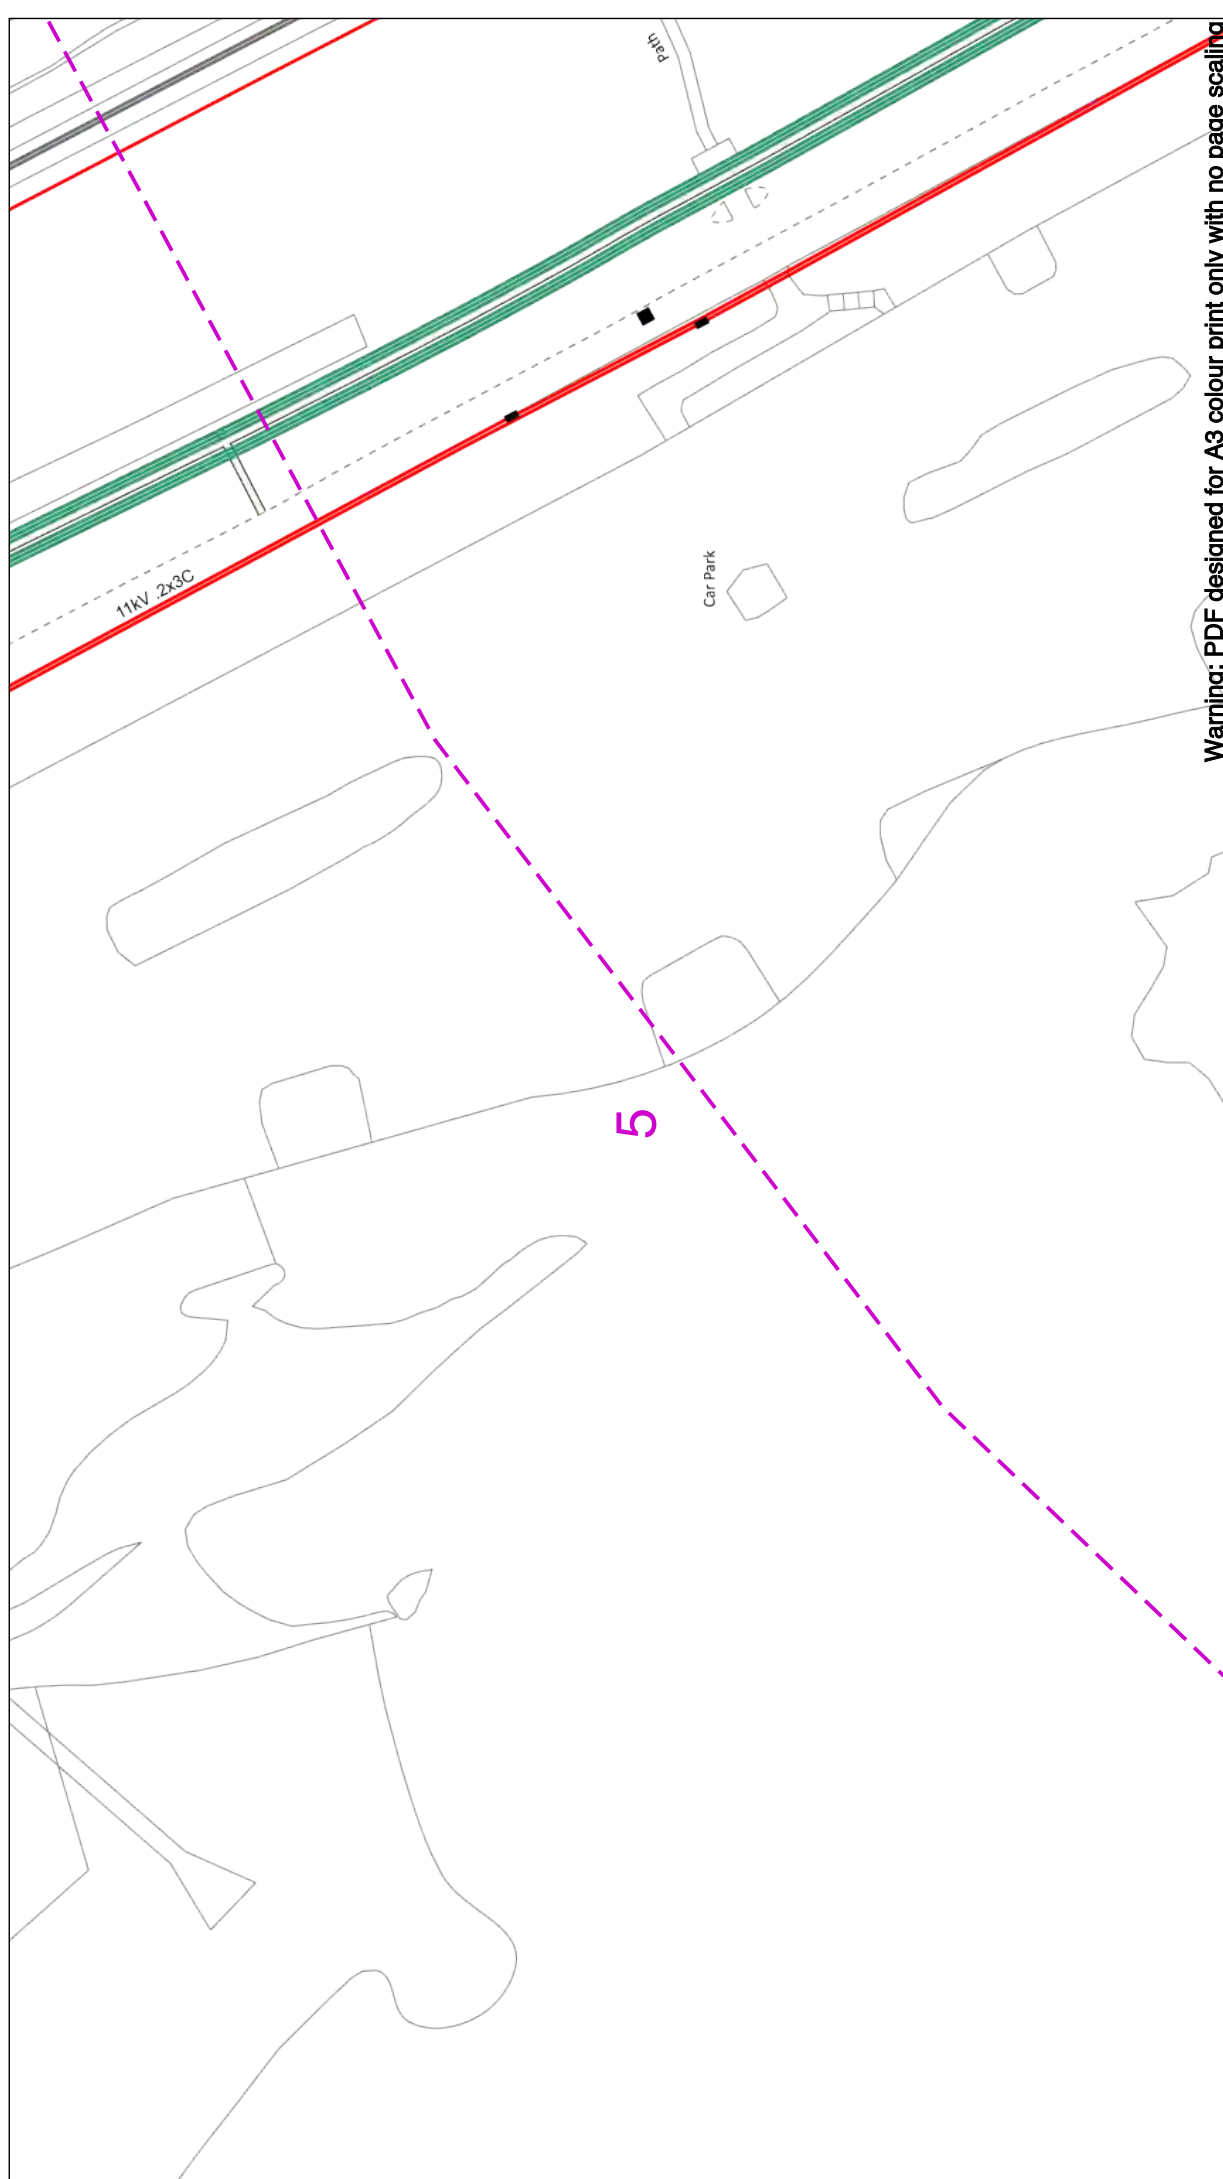 Path
11kV .2x3C
Car Park
5
Warning: PDF designed for A3 colour print only with no page scaling